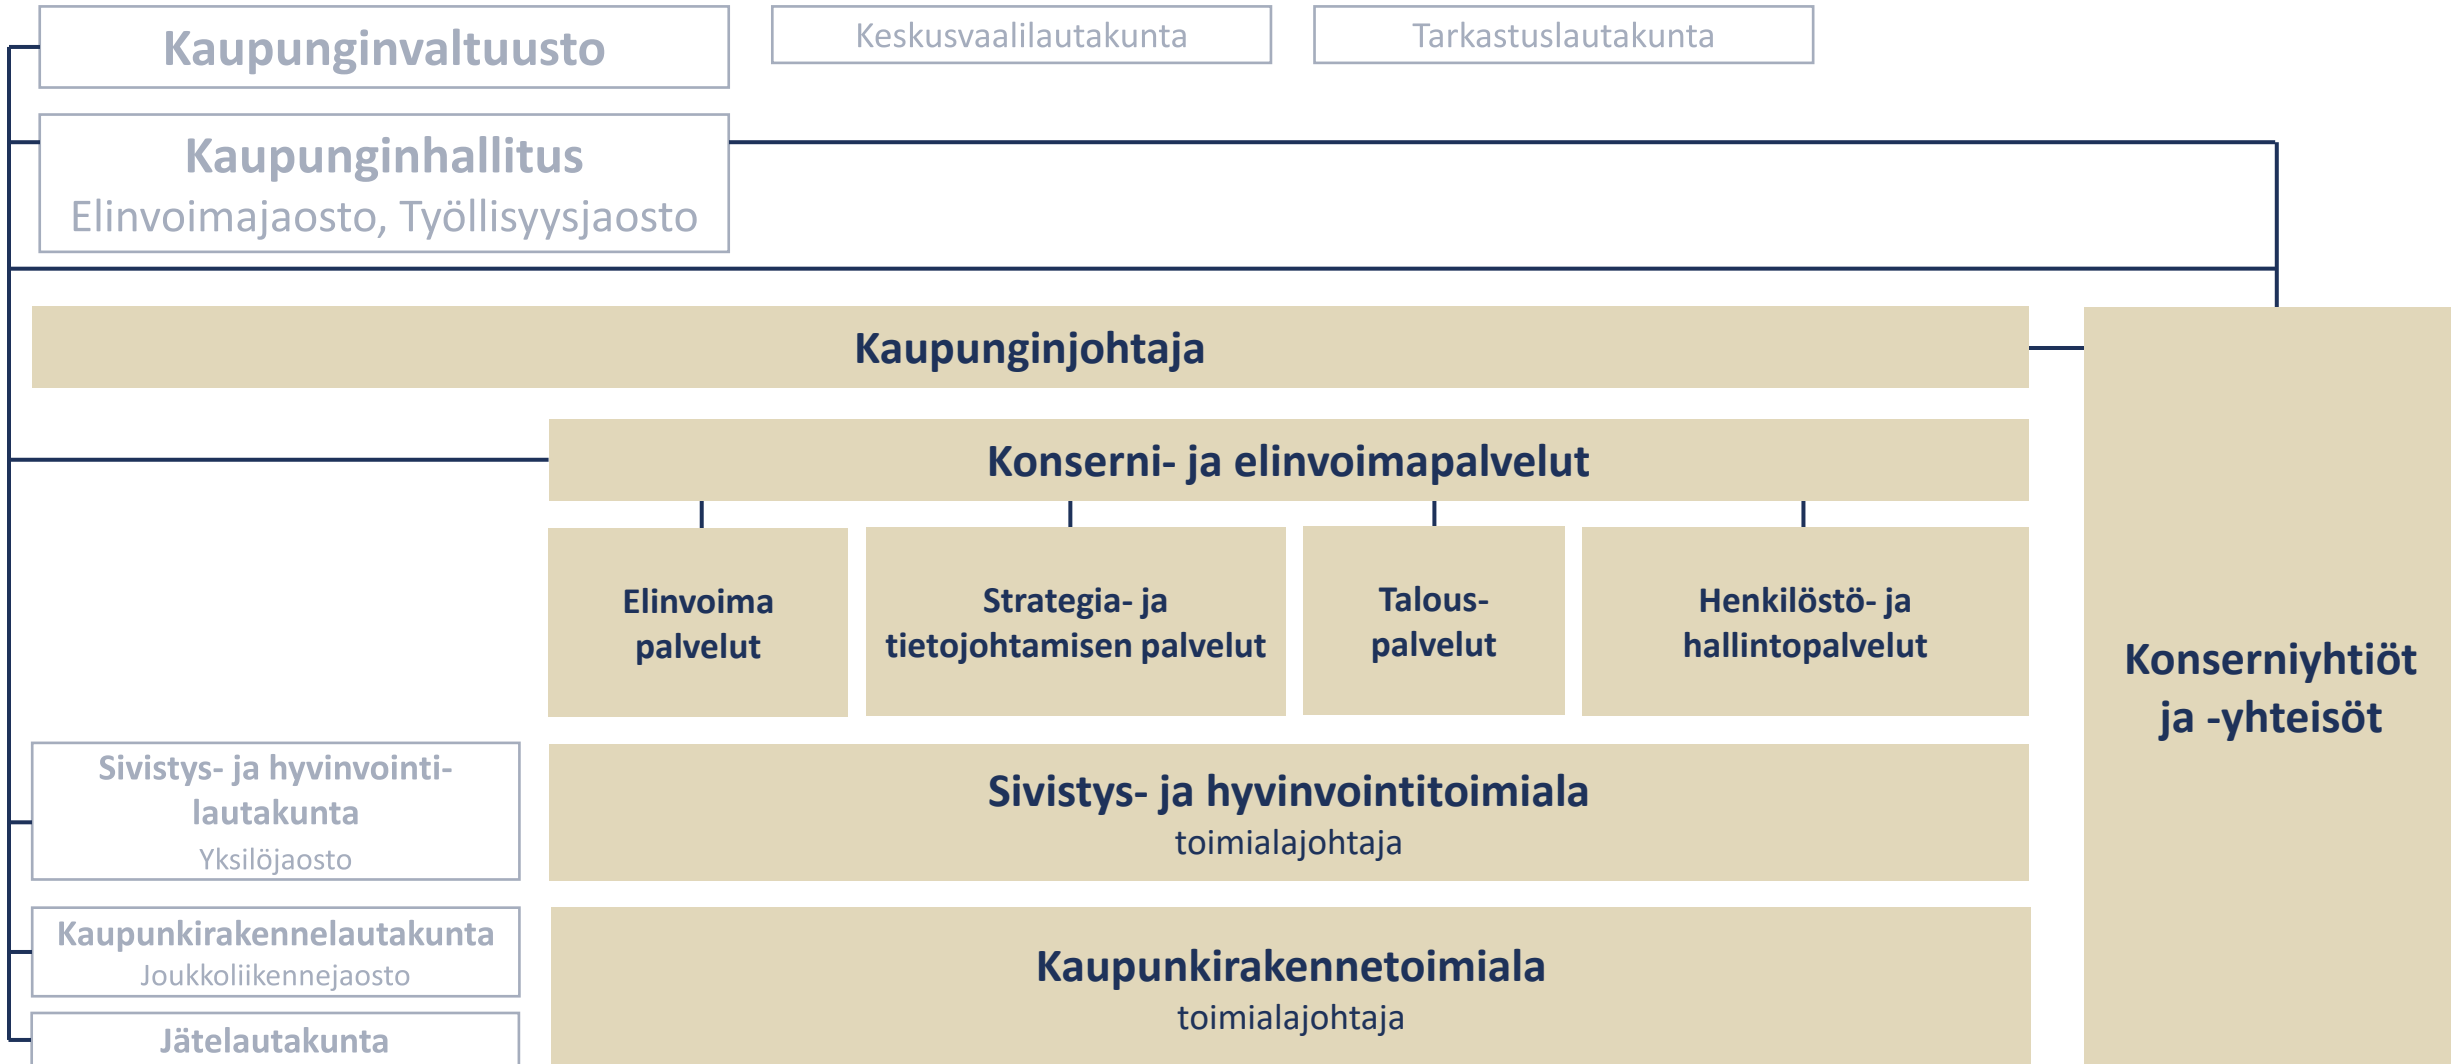 Kaupunginvaltuusto
Keskusvaalilautakunta
Tarkastuslautakunta
Kaupunginhallitus
Elinvoimajaosto, Työllisyysjaosto
Kaupunginjohtaja
Konserni- ja elinvoimapalvelut
Elinvoima
palvelut
Strategia- ja
tietojohtamisen palvelut
Talous-
palvelut
Henkilöstö- ja
hallintopalvelut
Konserniyhtiöt
ja -yhteisöt
Sivistys- ja hyvinvointi-
lautakunta
Yksilöjaosto
Sivistys- ja hyvinvointitoimiala
toimialajohtaja
Kaupunkirakennelautakunta
Joukkoliikennejaosto
Kaupunkirakennetoimiala
toimialajohtaja
Jätelautakunta